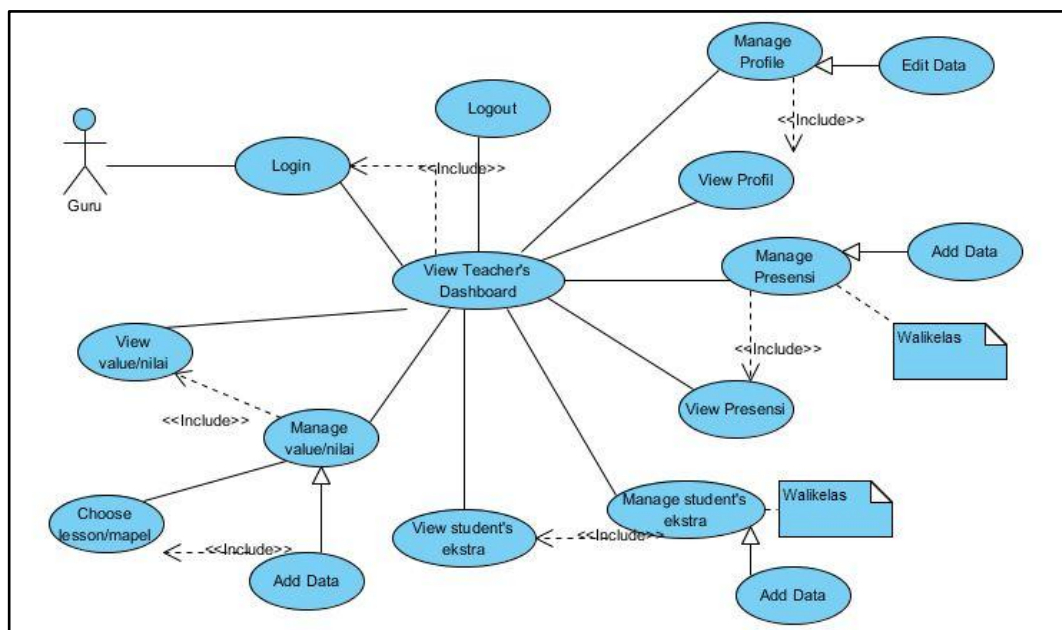 Manage
Profile
Edit Data
Logout
<<Include>>
Login
<<Include>>
Guru
View Profil
Add Data
Manage
Presensi
View Teacher's
Dashboard
Walikelas
View
value/nilai
<<Include>>
<<Include>>
View Presensi
Manage
value/nilai
Manage student's
ekstra
Walikelas
Choose
lesson/mapel
View student's
ekstra
<<Include>>
<<Include>>
Add Data
Add Data